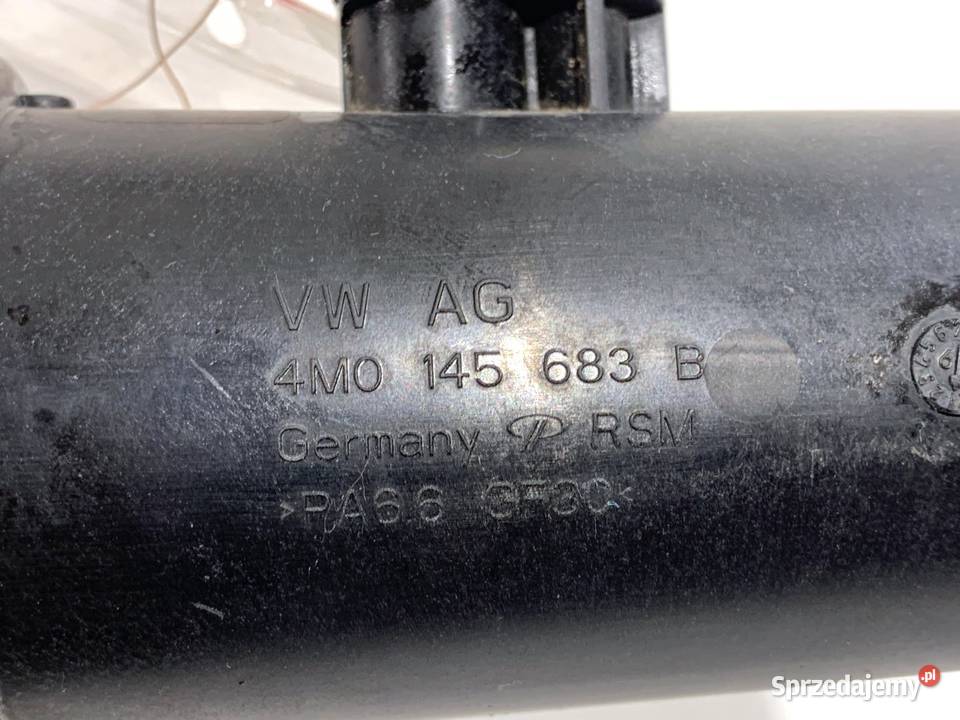 VW AG
4M0 145 683 B
Germany RSM
>PA66 GF30<
Sprzedajemy.pl